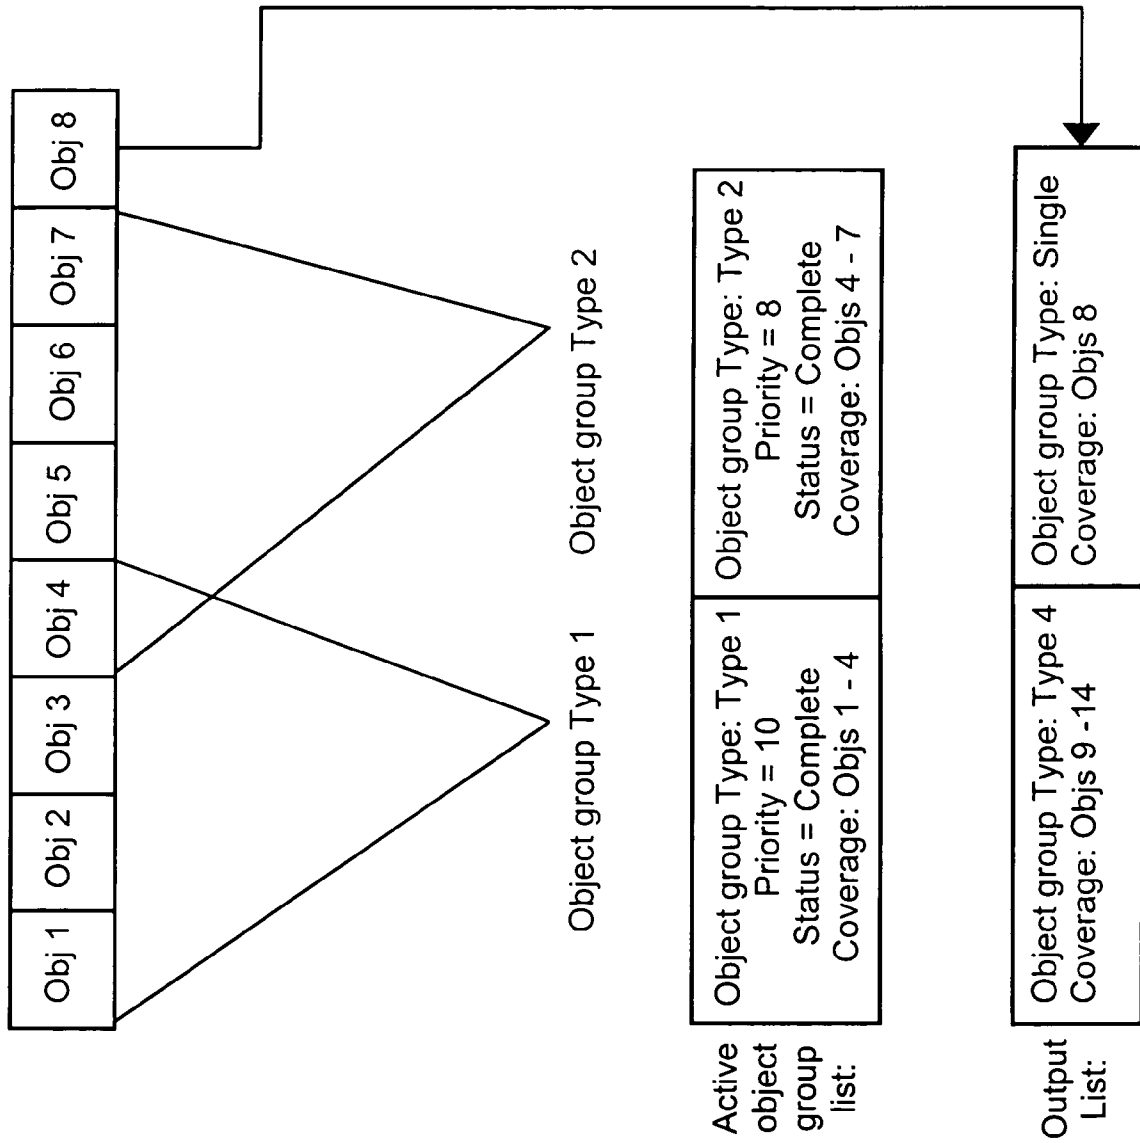 Obj 1
Obj 2
Obj 3
Obj 4
Obj 5
Obj 6
Obj 7
Obj 8
Object group Type 1
Object group Type 2
Active
object
group
list:
Object group Type: Type 1
Priority = 10
Status = Complete
Coverage: Objs 1 - 4
Object group Type: Type 2
Priority = 8
Status = Complete
Coverage: Objs 4 - 7
Output
List:
Object group Type: Type 4
Coverage: Objs 9 -14
Object group Type: Single
Coverage: Objs 8